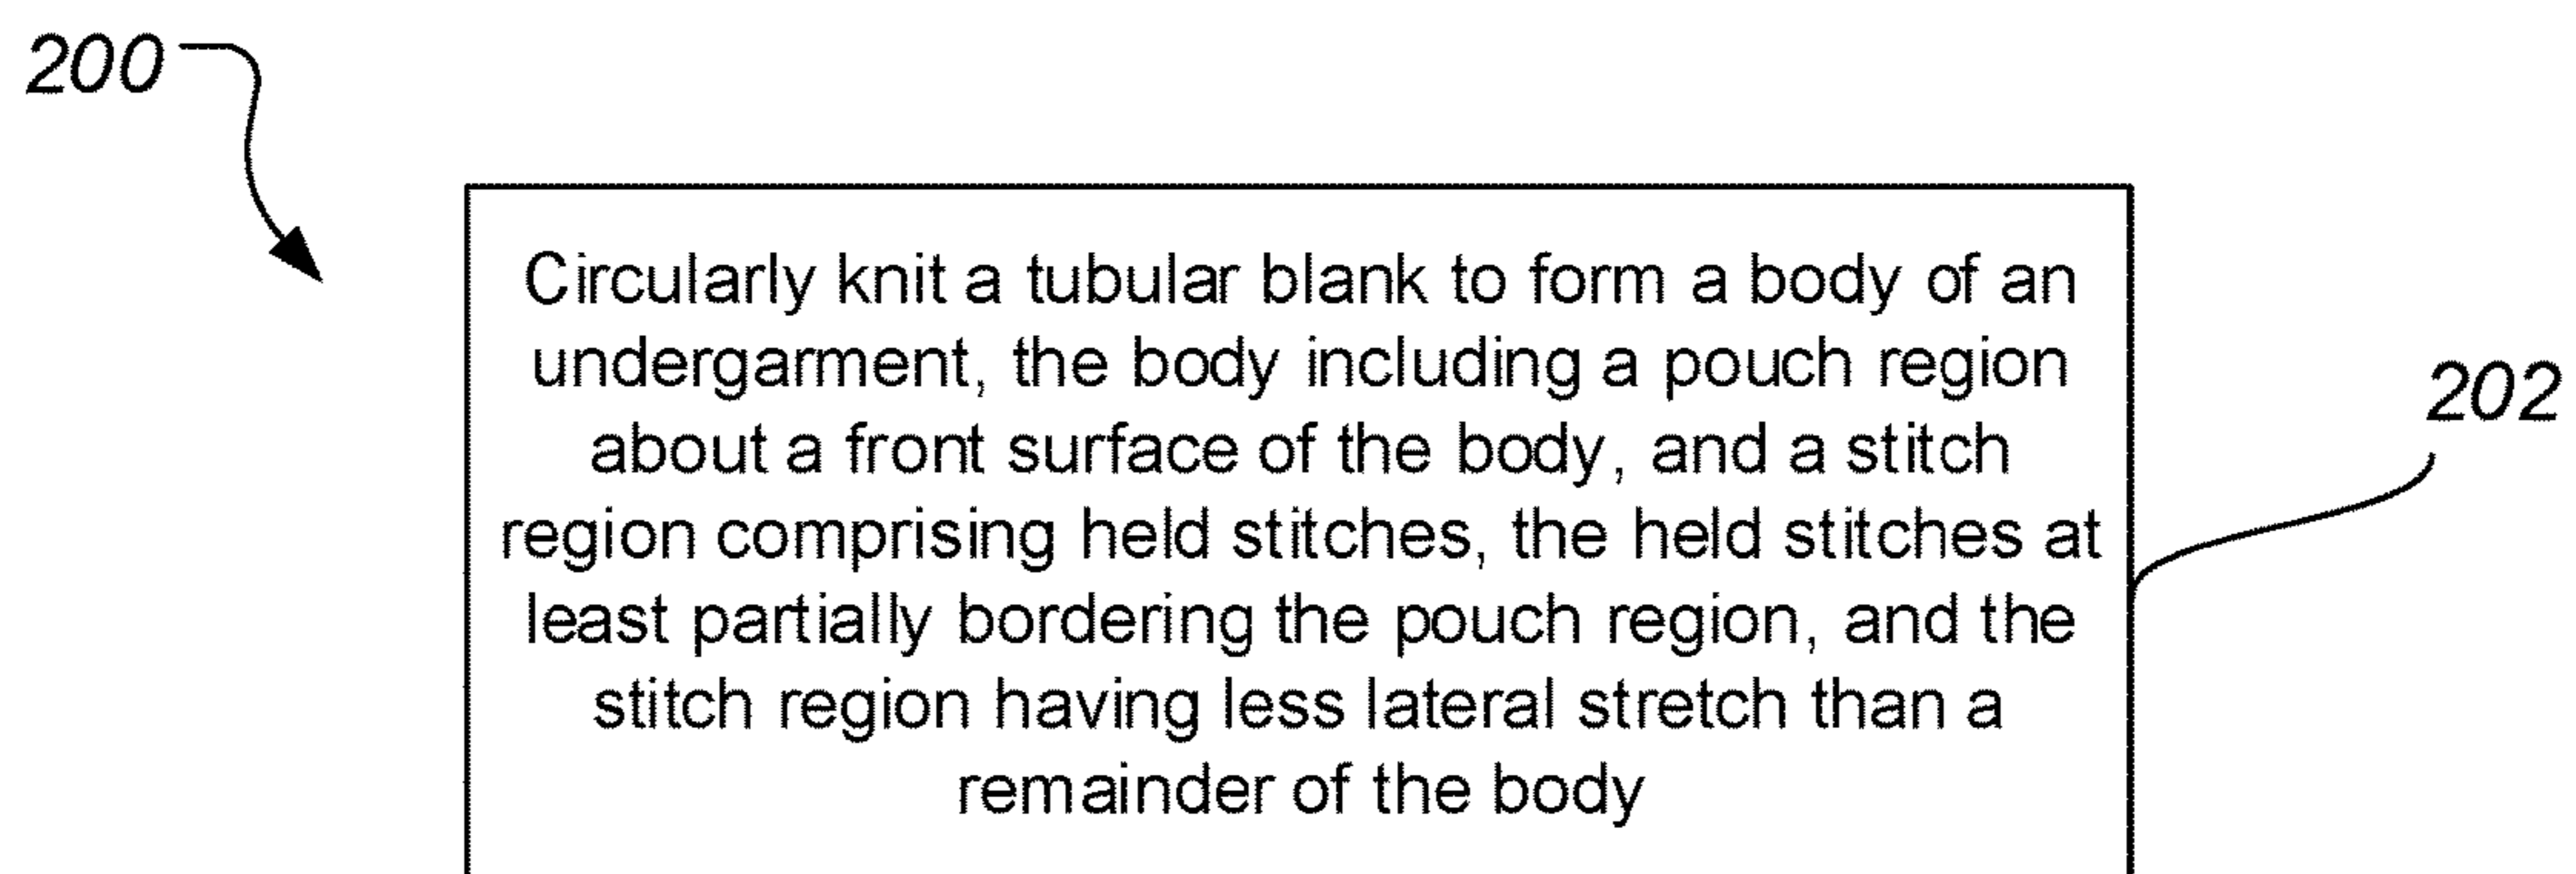 200
Circularly knit a tubular blank to form a body of an
undergarment, the body including a pouch region
about a front surface of the body, and a stitch
region comprising held stitches, the held stitches at
least partially bordering the pouch region, and the
stitch region having less lateral stretch than a
remainder of the body
202